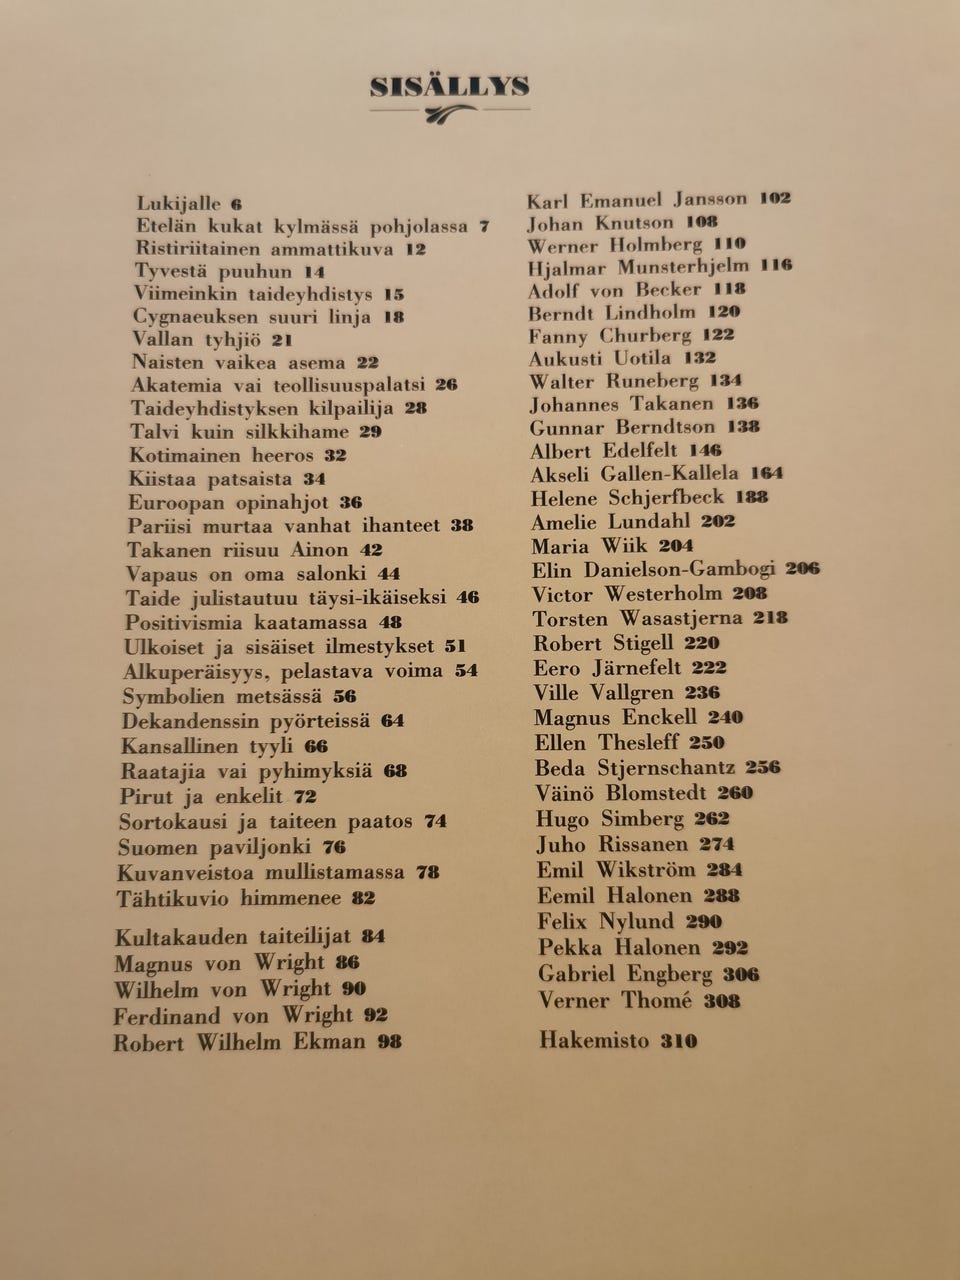 SISÄLLYS
Lukijalle 6
Etelän kukat kylmässä pohjolassa 7
Ristiriitainen ammattikuva 12
Tyvestä puuhun 14
Viimeinkin taideyhdistys 15
Cygnaeuksen suuri linja 18
Vallan tyhjiö 21
Naisten vaikea asema 22
Akatemia vai teollisuuspalatsi 26
Taideyhdistyksen kilpailija 28
Talvi kuin silkkihame 29
Kotimainen heeros 32
Kiistaa patsaista 34
Euroopan opinahjot 36
Pariisi murtaa vanhat ihanteet 38
Takanen riisuu Ainon 42
Vapaus on oma salonki 44
Taide julistautuu täysi-ikäiseksi 46
Positivismia kaatamassa 48
Ulkoiset ja sisäiset ilmestykset 51
Alkuperäisyys, pelastava voima 54
Symbolien metsässä 56
Dekandenssin pyörteissä 64
Kansallinen tyyli 66
Raatajia vai pyhimyksiä 68
Pirut ja enkelit 72
Sortokausi ja taiteen paatos 74
Suomen paviljonki 76
Kuvanveistoa mullistamassa 78
Tähtikuvio himmenee 82
Kultakauden taiteilijat 84
Magnus von Wright 86
Wilhelm von Wright 90
Ferdinand von Wright 92
Robert Wilhelm Ekman 98
Karl Emanuel Jansson 102
Johan Knutson 108
Werner Holmberg 110
Hjalmar Munsterhjelm 116
Adolf von Becker 118
Berndt Lindholm 120
Fanny Churberg 122
Aukusti Uotila 132
Walter Runeberg 134
Johannes Takanen 136
Gunnar Berndtson 138
Albert Edelfelt 146
Akseli Gallen-Kallela 164
Helene Schjerfbeck 188
Amelie Lundahl 202
Maria Wiik 204
Elin Danielson-Gambogi 206
Victor Westerholm 208
Torsten Wasastjerna 218
Robert Stigell 220
Eero Järnefelt 222
Ville Vallgren 236
Magnus Enckell 240
Ellen Thesleff 250
Beda Stjernschantz 256
Väinö Blomstedt 260
Hugo Simberg 262
Juho Rissanen 274
Emil Wikström 284
Eemil Halonen 288
Felix Nylund 290
Pekka Halonen 292
Gabriel Engberg 306
Verner Thomé 308
Hakemisto 310